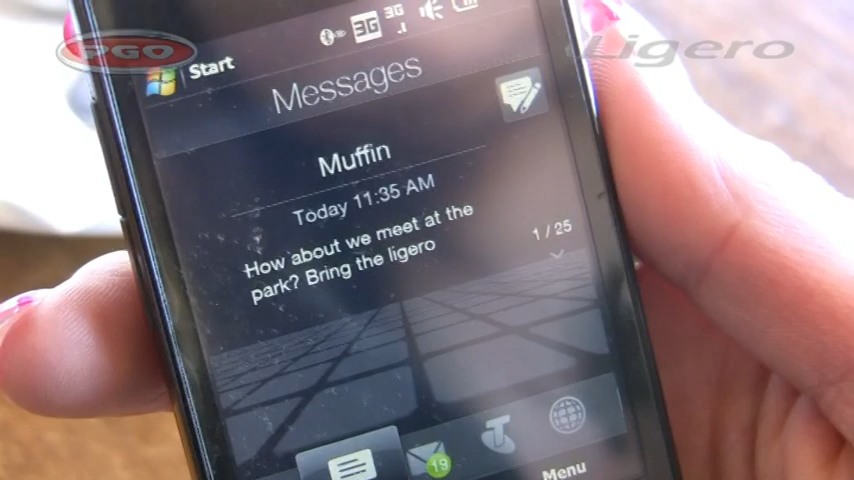 PGO
Ligero
3G
3G
Start
Messages
Muffin
Today 11:35 AM
How about we meet at the
park? Bring the ligero
1 / 25
19
T
Menu